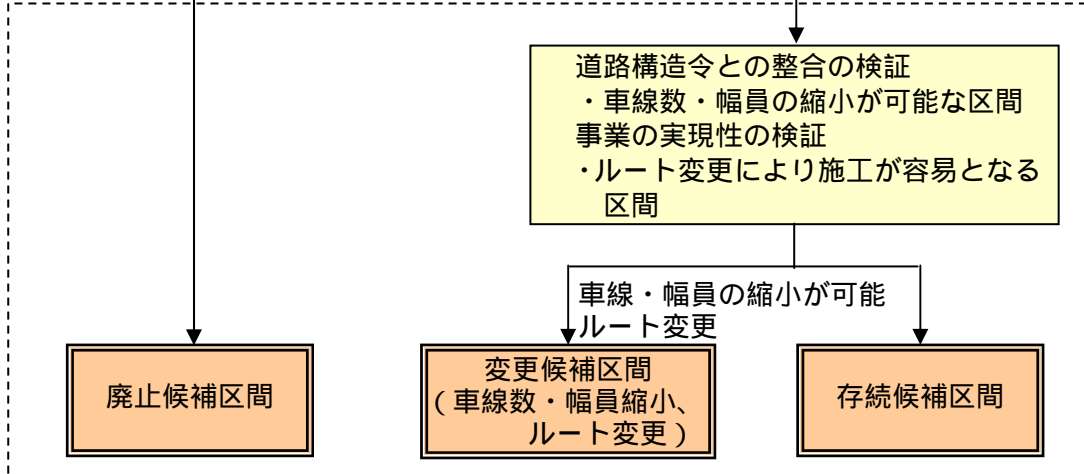 道路構造令との整合の検証
・車線数・幅員の縮小が可能な区間
事業の実現性の検証
・ルート変更により施工が容易となる
区間
車線・幅員の縮小が可能
ルート変更
廃止候補区間
変更候補区間
（車線数・幅員縮小、
ルート変更）
存続候補区間